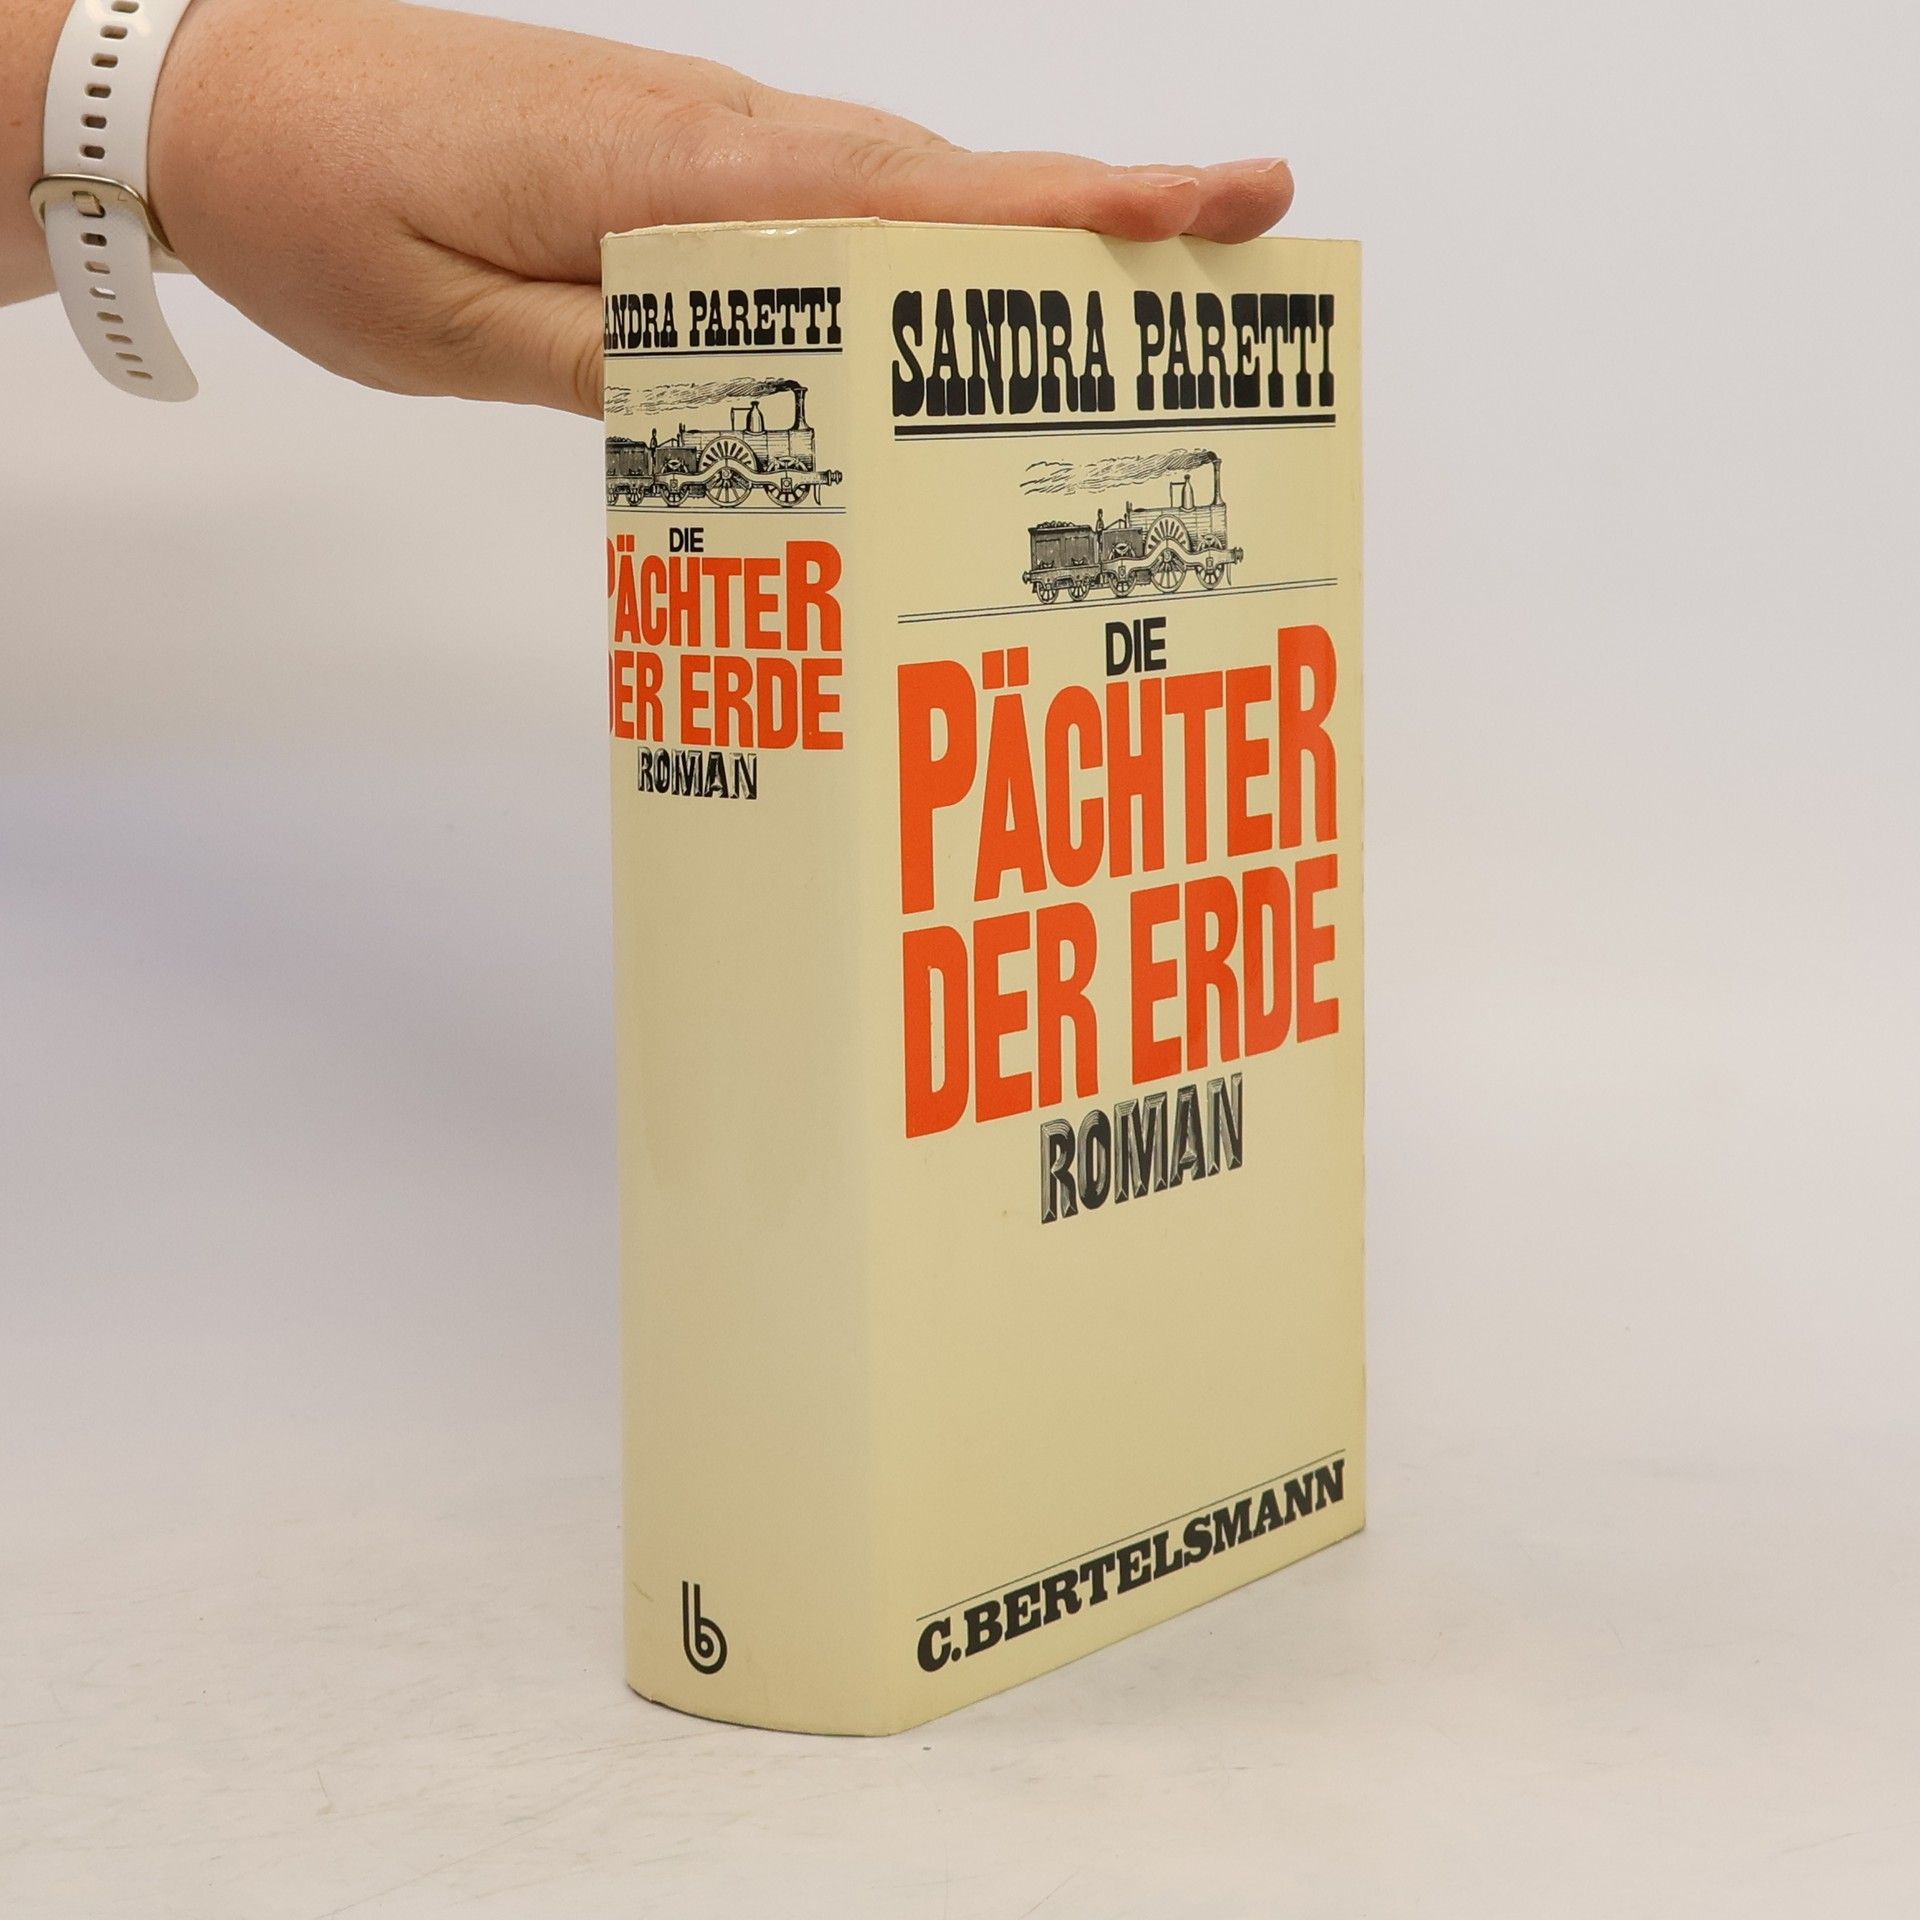 ANDRA PARETTI
DIE
PÄCHTER
DER ERDE
ROMAN
b
SANDRA PARETTI
DIE
PÄCHTER
DER ERDE
ROMAN
C. BERTELSMANN